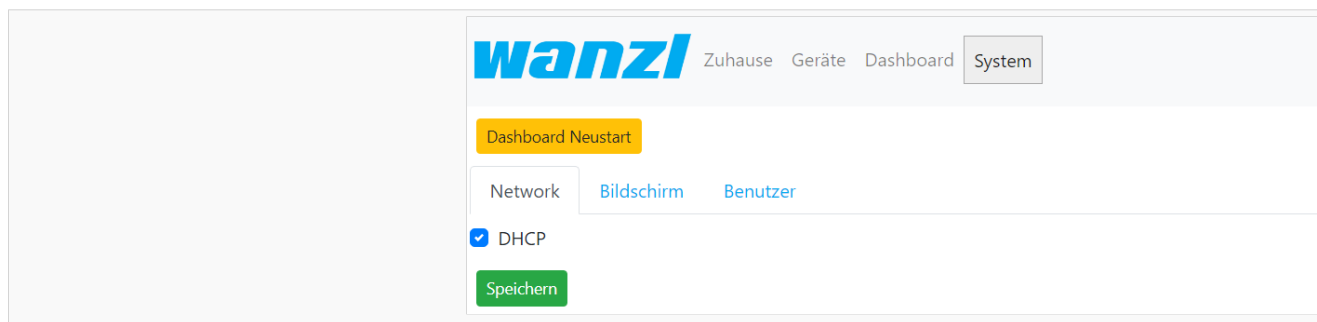 wanzl Zuhause Geräte Dashboard System
Dashboard Neustart
Network Bildschirm Benutzer
DHCP
Speichern